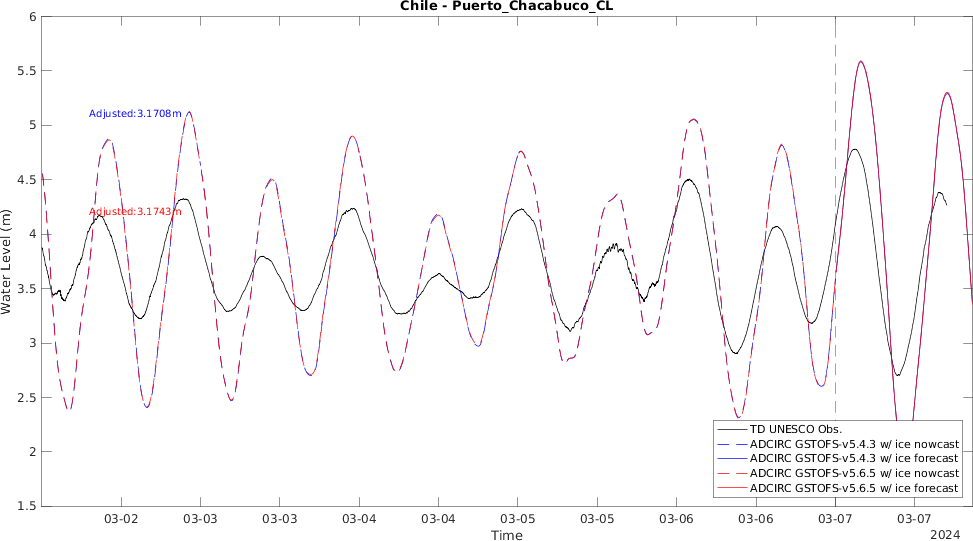 Chile - Puerto_Chacabuco_CL
6
5.5
5
4.5
4
3.5
3
2.5
2
1.5
Water Level (m)
Adjusted:3.1708m
Adjusted:3.1743m
TD UNESCO Obs.
ADCIRC GSTOFS-v5.4.3 w/ ice nowcast
ADCIRC GSTOFS-v5.4.3 w/ ice forecast
ADCIRC GSTOFS-v5.6.5 w/ ice nowcast
ADCIRC GSTOFS-v5.6.5 w/ ice forecast
03-02 03-03 03-03 03-04 03-04 03-05 03-05 03-06 03-06 03-07 03-07
Time
2024